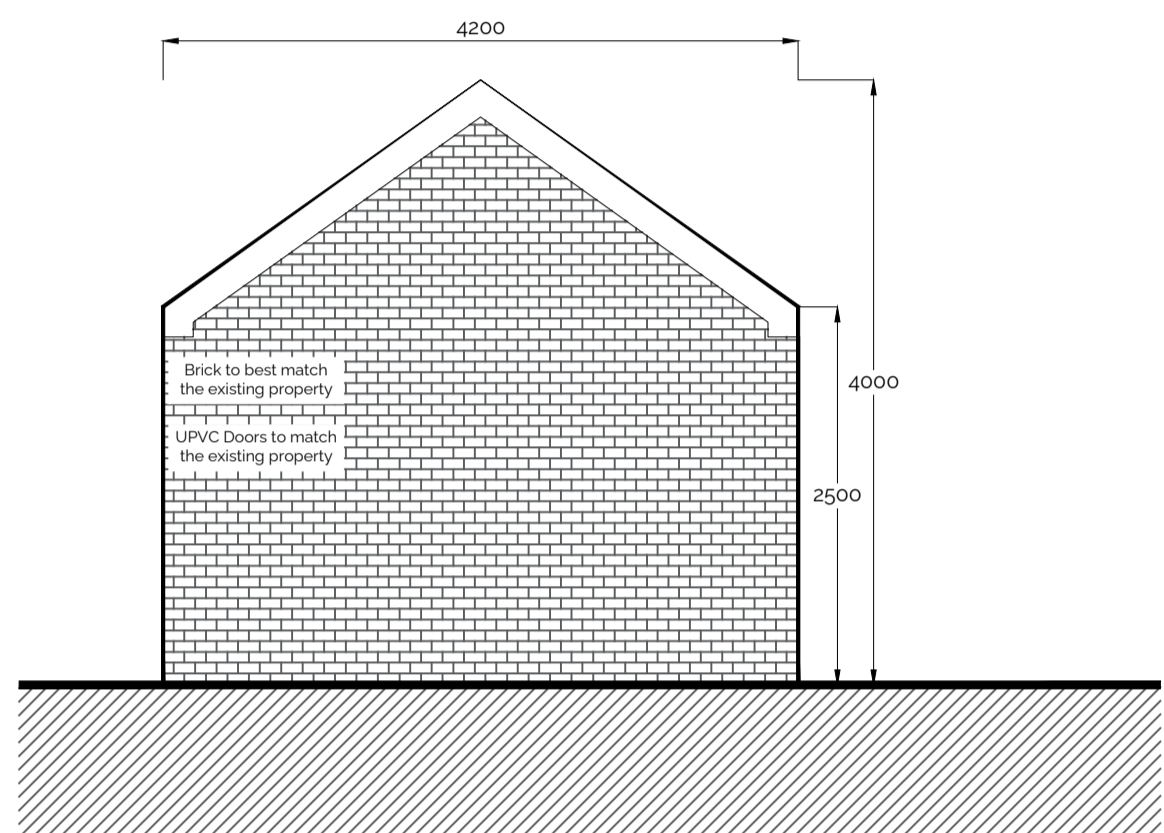 4200
Brick to best match
the existing property
4000
UPVC Doors to match
the existing property
2500